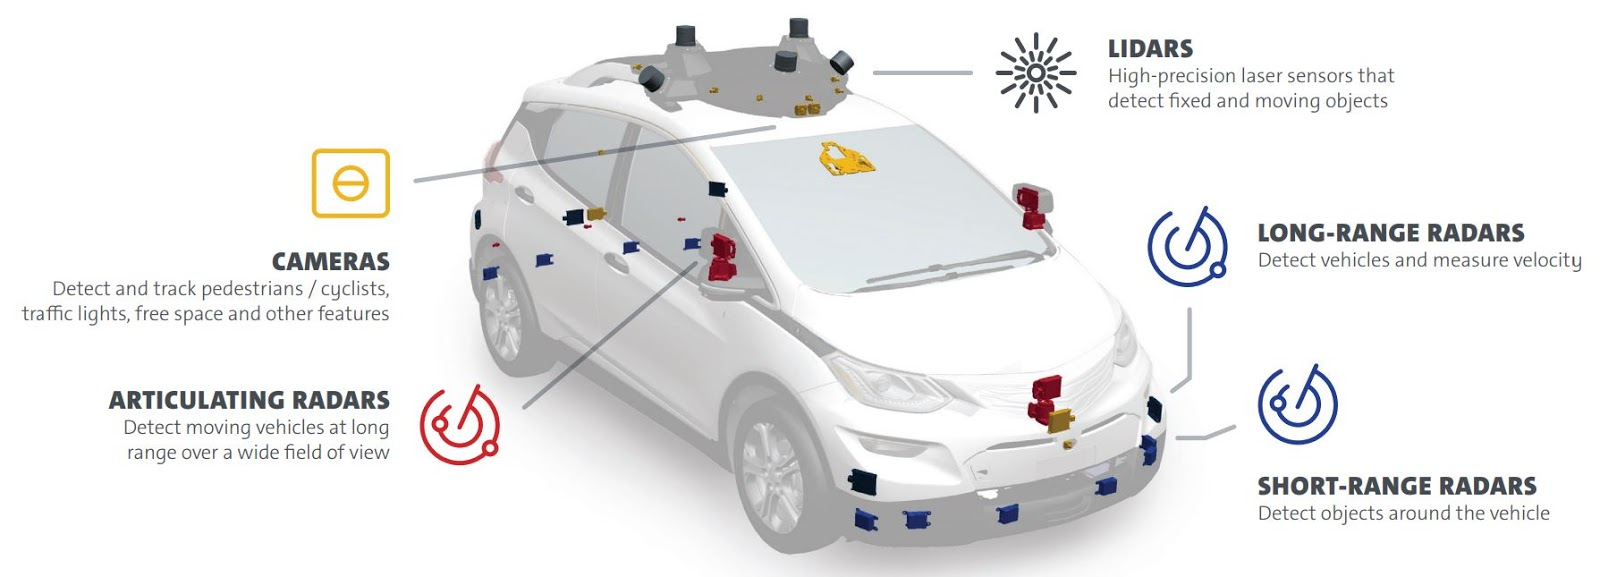 LIDARS
High-precision laser sensors that
detect fixed and moving objects
CAMERAS
Detect and track pedestrians / cyclists,
traffic lights, free space and other features
ARTICULATING RADARS
Detect moving vehicles at long
range over a wide field of view
LONG-RANGE RADARS
Detect vehicles and measure velocity
SHORT-RANGE RADARS
Detect objects around the vehicle